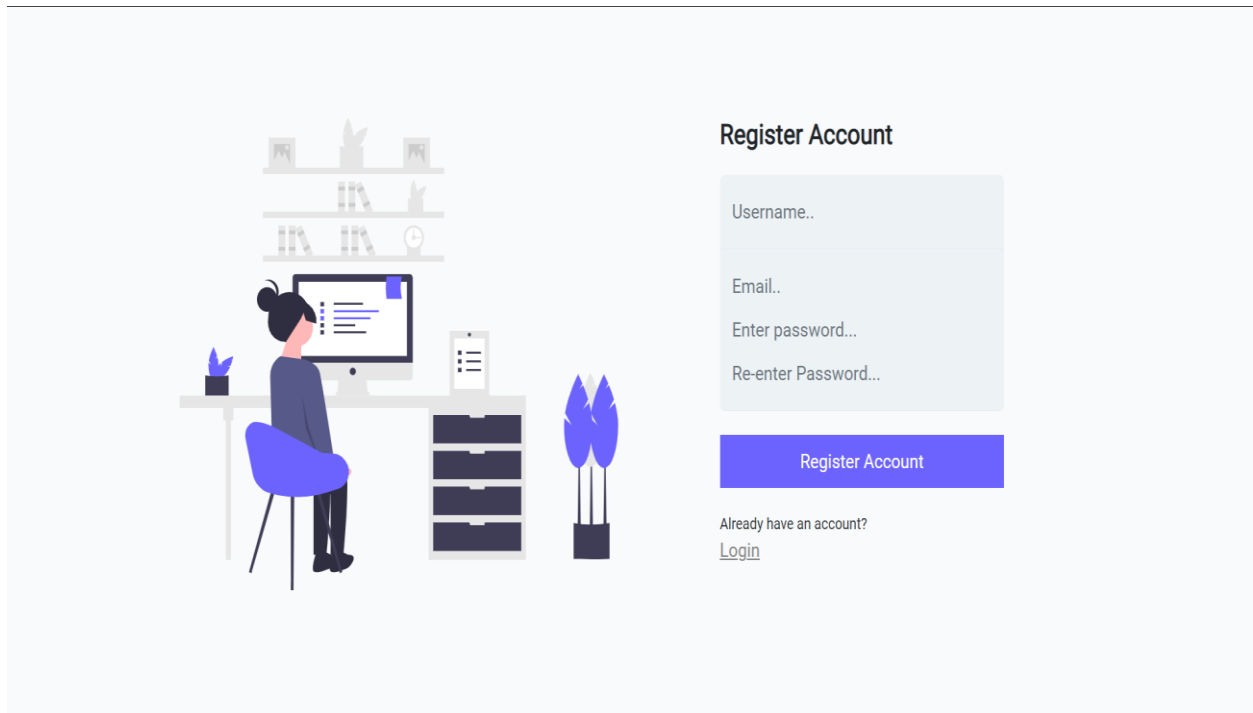 Register Account
Username..
Email..
Enter password...
Re-enter Password...
Register Account
Already have an account?
Login